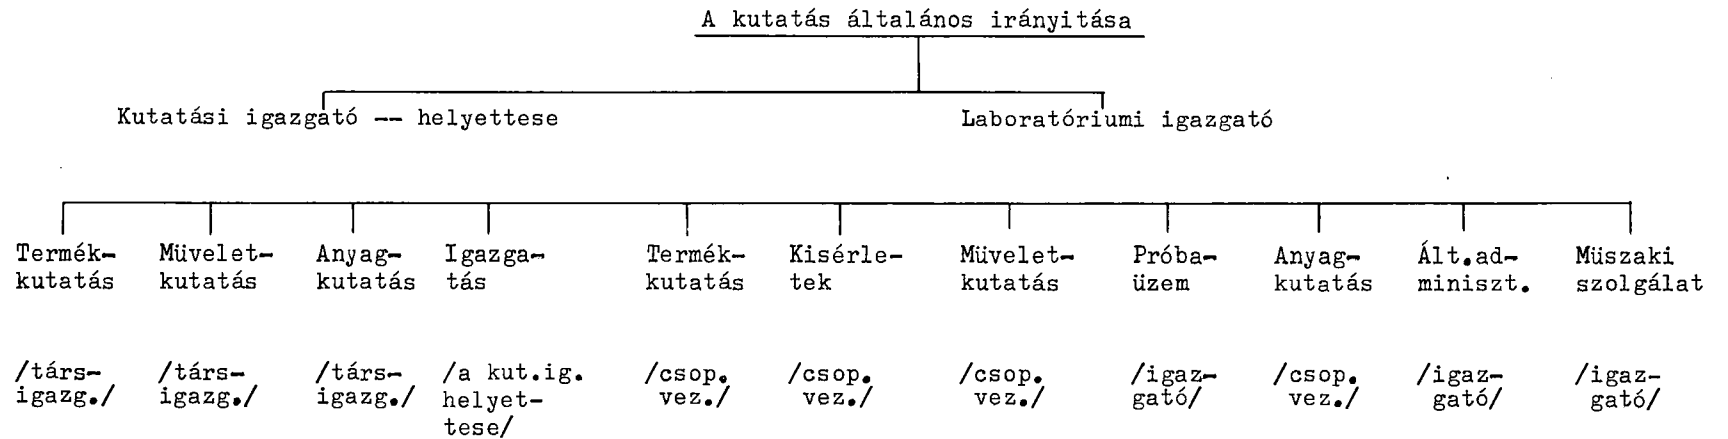 A kutatás általános irányitása
Kutatási igazgató -- helyettese
Laboratóriumi igazgató
Termék-
kutatás
Müvelet-
kutatás
Anyag-
kutatás
Igazga-
tás
Termék-
kutatás
Kisérle-
tek
Müvelet-
kutatás
Próba-
üzem
Anyag-
kutatás
Ált.ad-
miniszt.
Müszaki
szolgálat
/társ-
igazg./
/társ-
igazg./
/társ-
igazg./
/a kut.ig.
helyet-
tese/
/csop.
vez./
/csop.
vez./
/csop.
vez./
/igaz-
gató/
/csop.
vez./
/igaz-
gató/
/igaz-
gató/